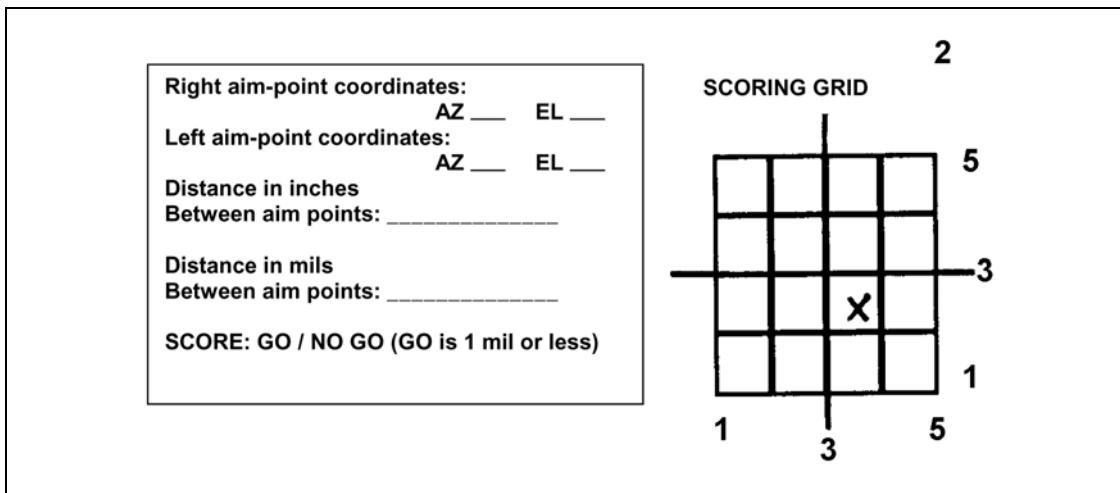 Right aim-point coordinates:
AZ ___ EL ___
Left aim-point coordinates:
AZ ___ EL ___
Distance in inches
Between aim points: ______________
Distance in mils
Between aim points: ______________
SCORE: GO / NO GO (GO is 1 mil or less)
2
SCORING GRID
5
3
X
1
1
3
5